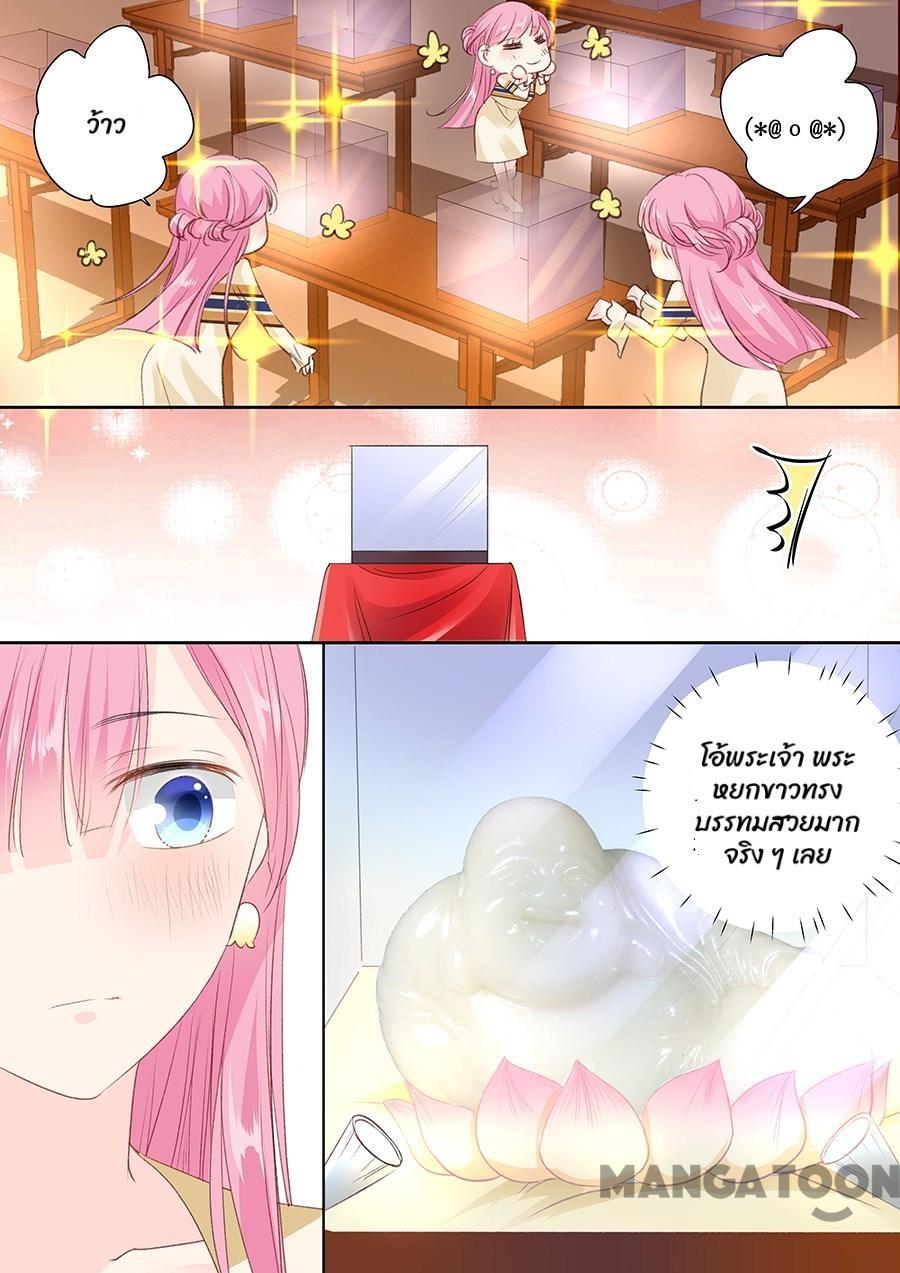 ว้าว
(*@ o @*)
โอ้พระเจ้า พระ
หยกขาวทรง
บรรทมสวยมาก
จริง ๆ เลย
MANGATOON